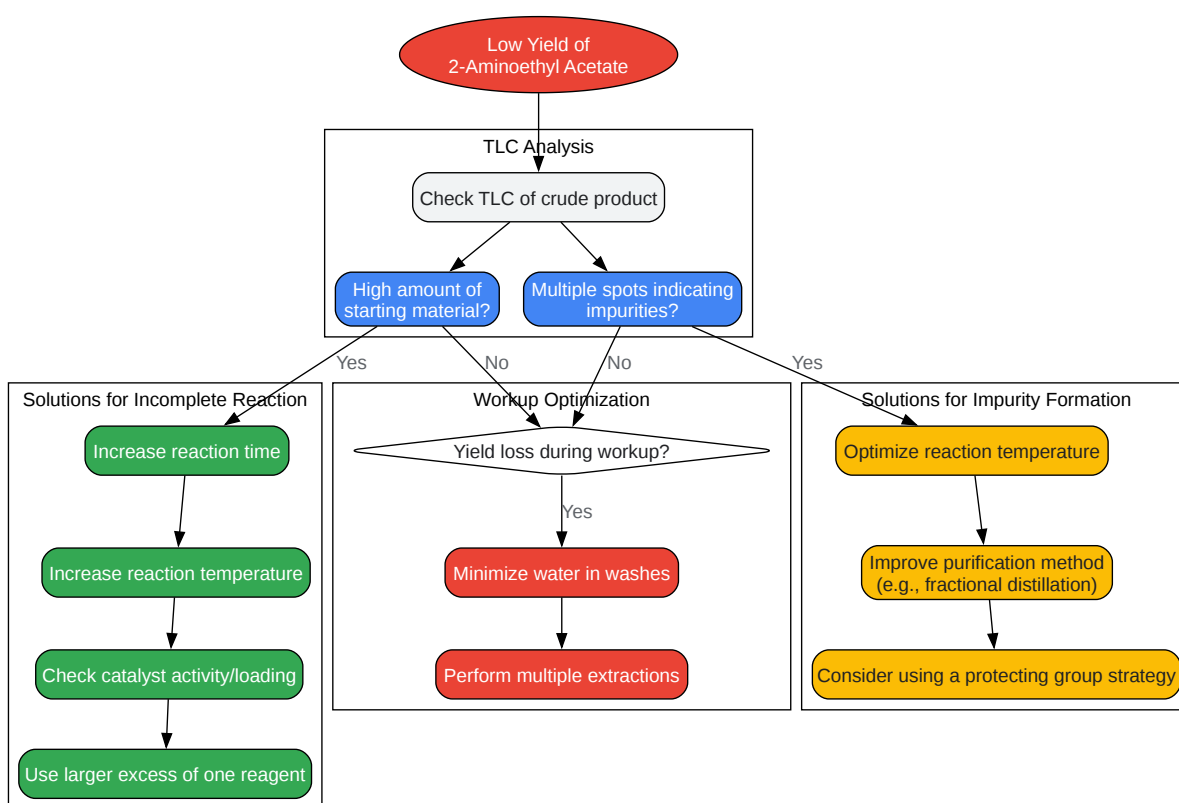 Low Yield of
2-Aminoethyl Acetate
TLC Analysis
Check TLC of crude product
High amount of
starting material?
Multiple spots indicating
impurities?
Yes
No
No
Yes
Solutions for Incomplete Reaction
Increase reaction time
Increase reaction temperature
Check catalyst activity/loading
Use larger excess of one reagent
Workup Optimization
Yield loss during workup?
Yes
Minimize water in washes
Perform multiple extractions
Solutions for Impurity Formation
Optimize reaction temperature
Improve purification method
(e.g., fractional distillation)
Consider using a protecting group strategy